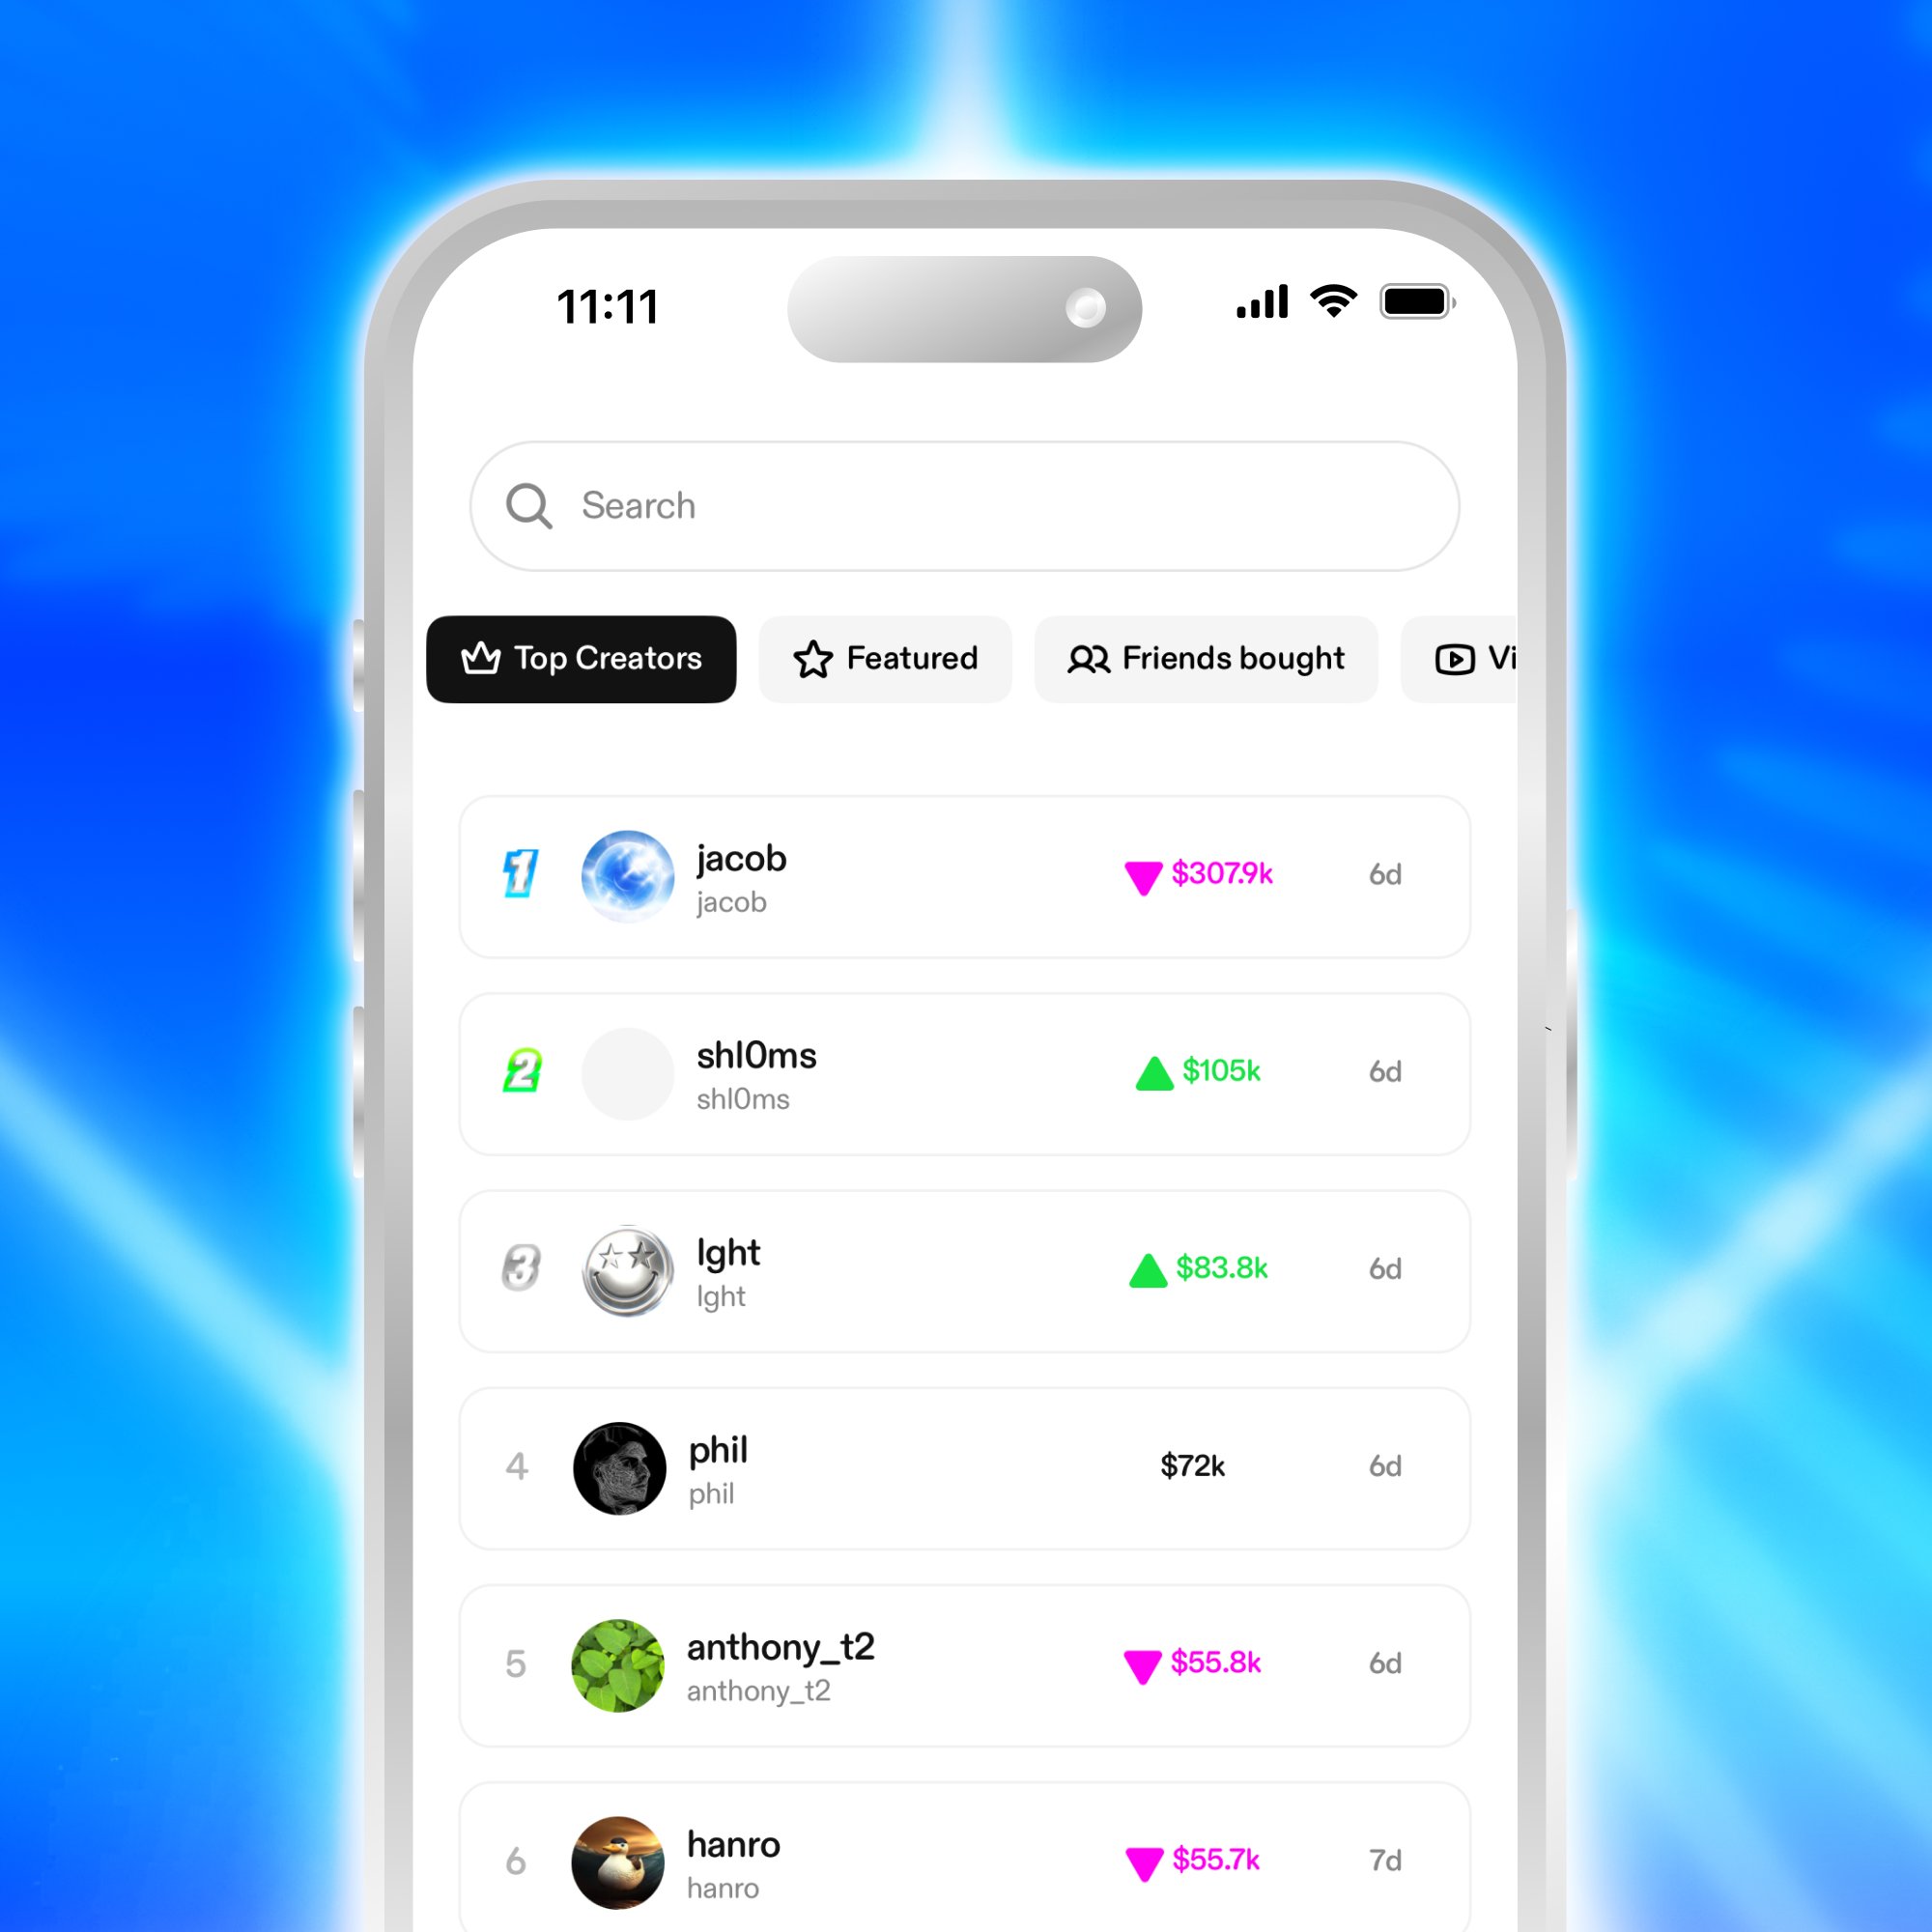 11:11
Search
Top Creators Featured Friends bought Vi
1 jacob $307.9k 6d
jacob
2 shl0ms $105k 6d
shl0ms
3 lght $83.8k 6d
lght
4 phil $72k 6d
phil
5 anthony_t2 $55.8k 6d
anthony_t2
6 hanro $55.7k 7d
hanro